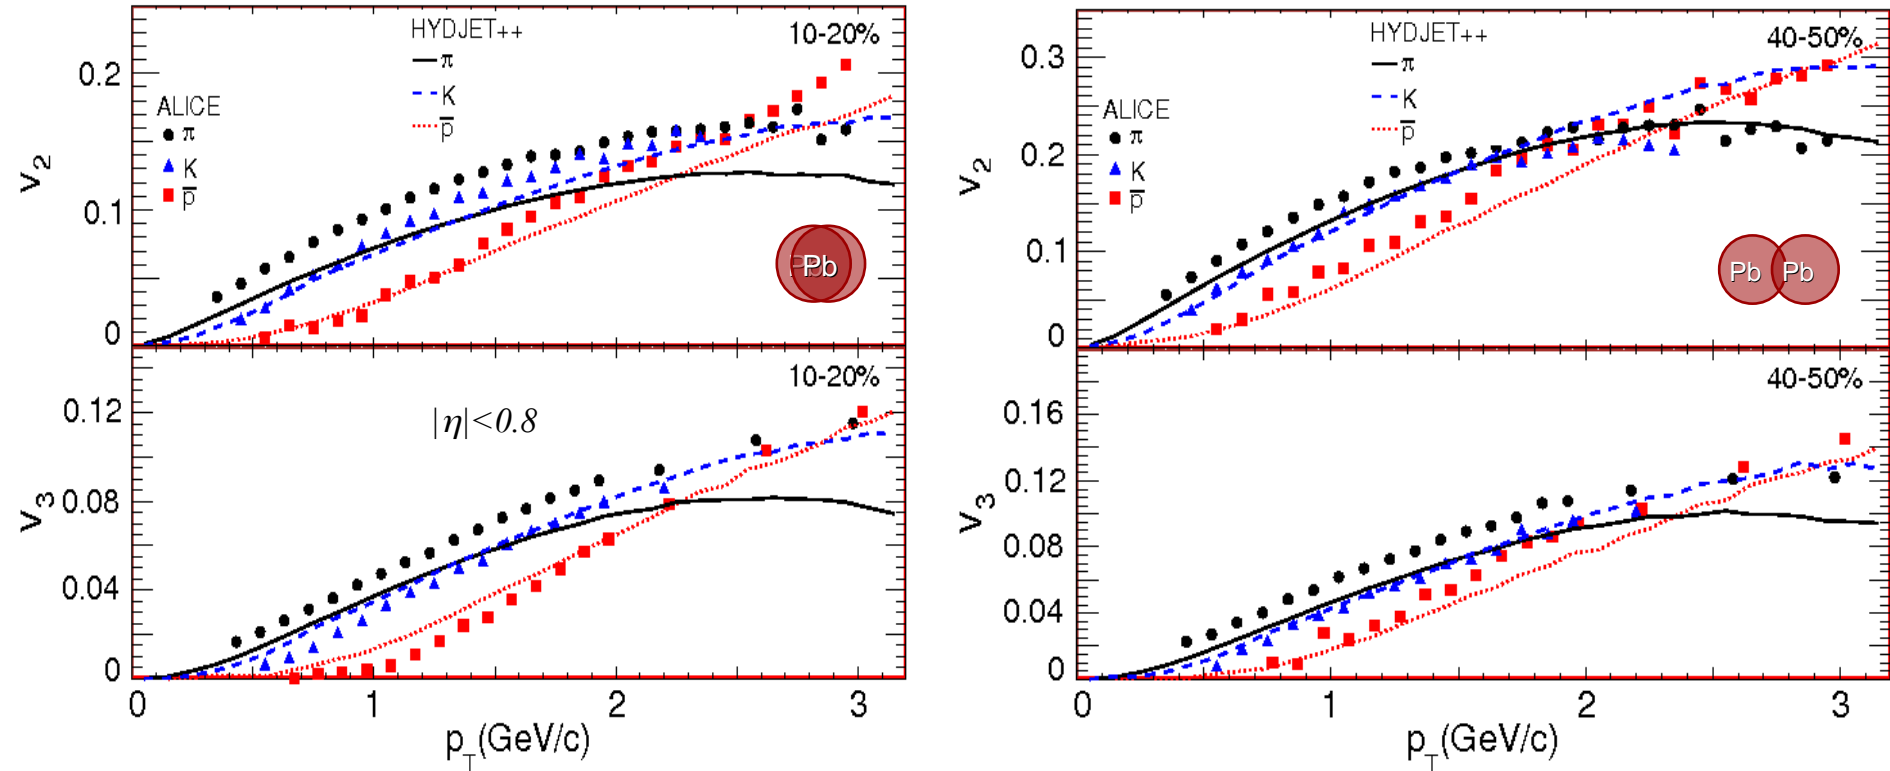 HYDJET++
10-20%
π
K
p̅
ALICE
π
K
p̅
0.2
0.1
0
v2
Pb Pb
10-20%
|η|<0.8
0.12
0.08
0.04
0
v3
0 1 2 3
pT(GeV/c)
HYDJET++
40-50%
π
K
p̅
ALICE
π
K
p̅
0.3
0.2
0.1
0
v2
Pb Pb
40-50%
0.16
0.12
0.08
0.04
0
v3
0 1 2 3
pT(GeV/c)